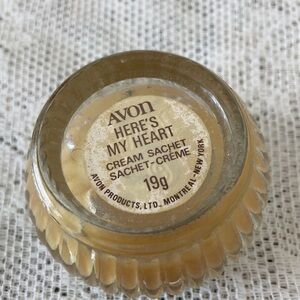 AVON
HERE'S
MY HEART
CREAM SACHET
SACHET-CRÈME
19g
AVON PRODUCTS, LTD., MONTREAL-NEW YORK